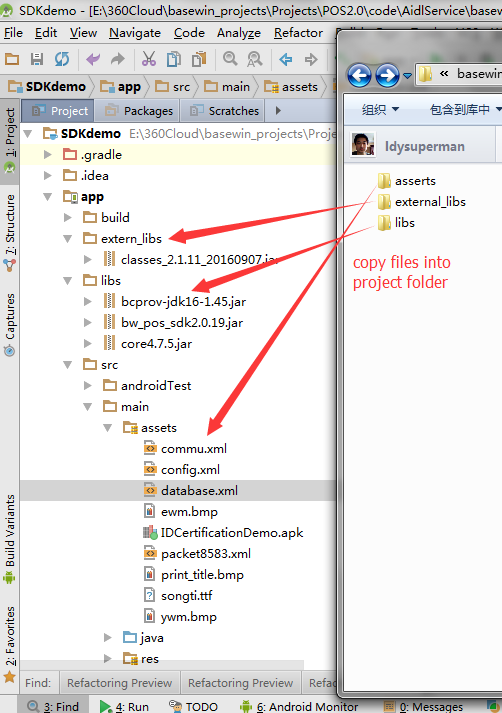 SDKdemo - [E:\360Cloud\basewin_projects\Projects\POS2.0\code\AidlService\basew
File Edit View Navigate Code Analyze Refactor
SDKdemo app src main assets
1: Project
7: Structure
Captures
Build Variants
2: Favorites
Project Packages Scratches
SDKdemo E:\360Cloud\basewin_projects\Proje
.gradle
.idea
app
build
extern_libs
classes_2.1.11_20160907.jar
libs
bcprov-jdk16-1.45.jar
bw_pos_sdk2.0.19.jar
core4.7.5.jar
src
androidTest
main
assets
commu.xml
config.xml
database.xml
ewm.bmp
IDCertificationDemo.apk
packet8583.xml
print_title.bmp
songti.ttf
ywm.bmp
java
res
Find: Refactoring Preview Refactoring Preview Refa
3: Find 4: Run TODO 6: Android Monitor 0: Messages
« basewin
组织 包含到库中
ldysuperman
asserts
external_libs
libs
copy files into
project folder